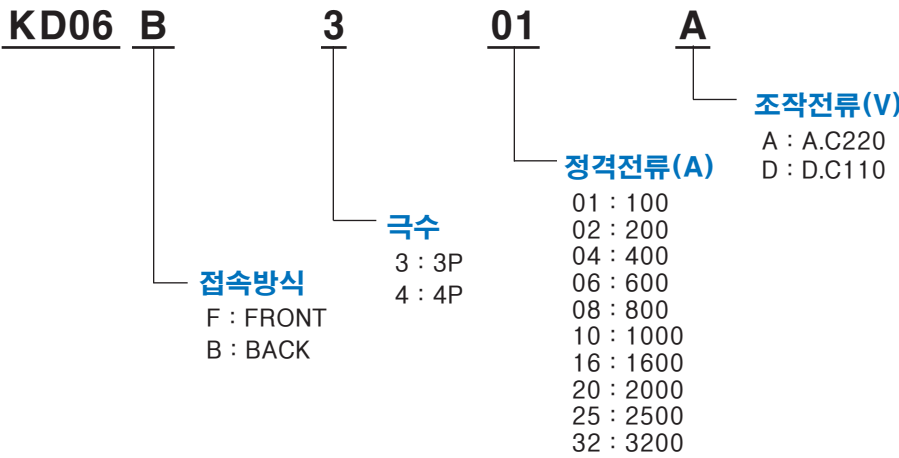 KD06 B 3 01 A
조작전류(V)
A : A.C220
D : D.C110
정격전류(A)
01 : 100
02 : 200
04 : 400
06 : 600
08 : 800
10 : 1000
16 : 1600
20 : 2000
25 : 2500
32 : 3200
극수
3 : 3P
4 : 4P
접속방식
F : FRONT
B : BACK